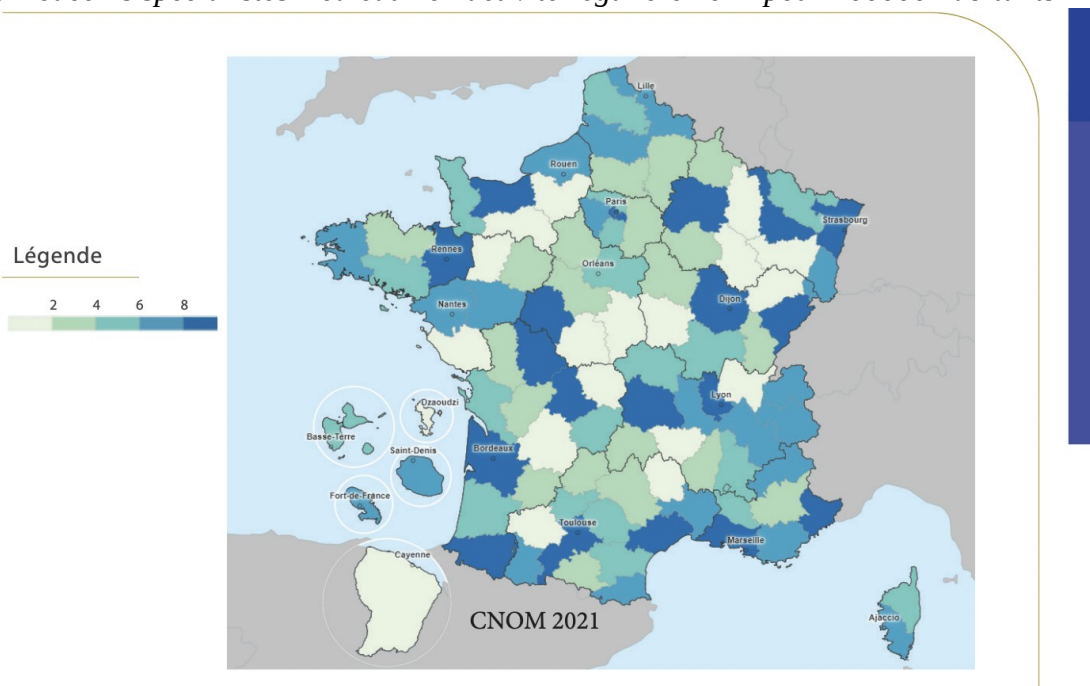 Légende
2 4 6 8
Lille
Rouen
Paris
Strasbourg
Rennes
Orléans
Nantes
Dijon
Lyon
Dzaoudzi
Basse-Terre
Saint-Denis
Bordeaux
Fort-de-France
Toulouse
Marseille
Cayenne
CNOM 2021
Ajaccio